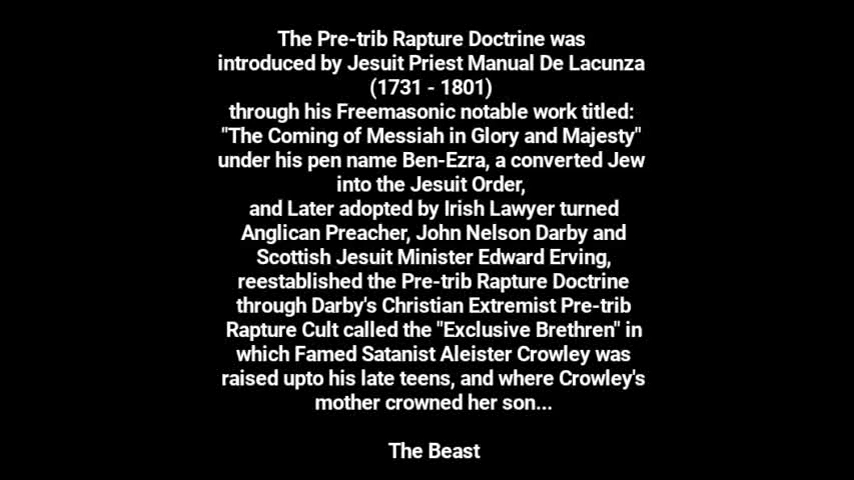 The Pre-trib Rapture Doctrine was
introduced by Jesuit Priest Manual De Lacunza
(1731 - 1801)
through his Freemasonic notable work titled:
"The Coming of Messiah in Glory and Majesty"
under his pen name Ben-Ezra, a converted Jew
into the Jesuit Order,
and Later adopted by Irish Lawyer turned
Anglican Preacher, John Nelson Darby and
Scottish Jesuit Minister Edward Erving,
reestablished the Pre-trib Rapture Doctrine
through Darby's Christian Extremist Pre-trib
Rapture Cult called the "Exclusive Brethren" in
which Famed Satanist Aleister Crowley was
raised upto his late teens, and where Crowley's
mother crowned her son...
The Beast